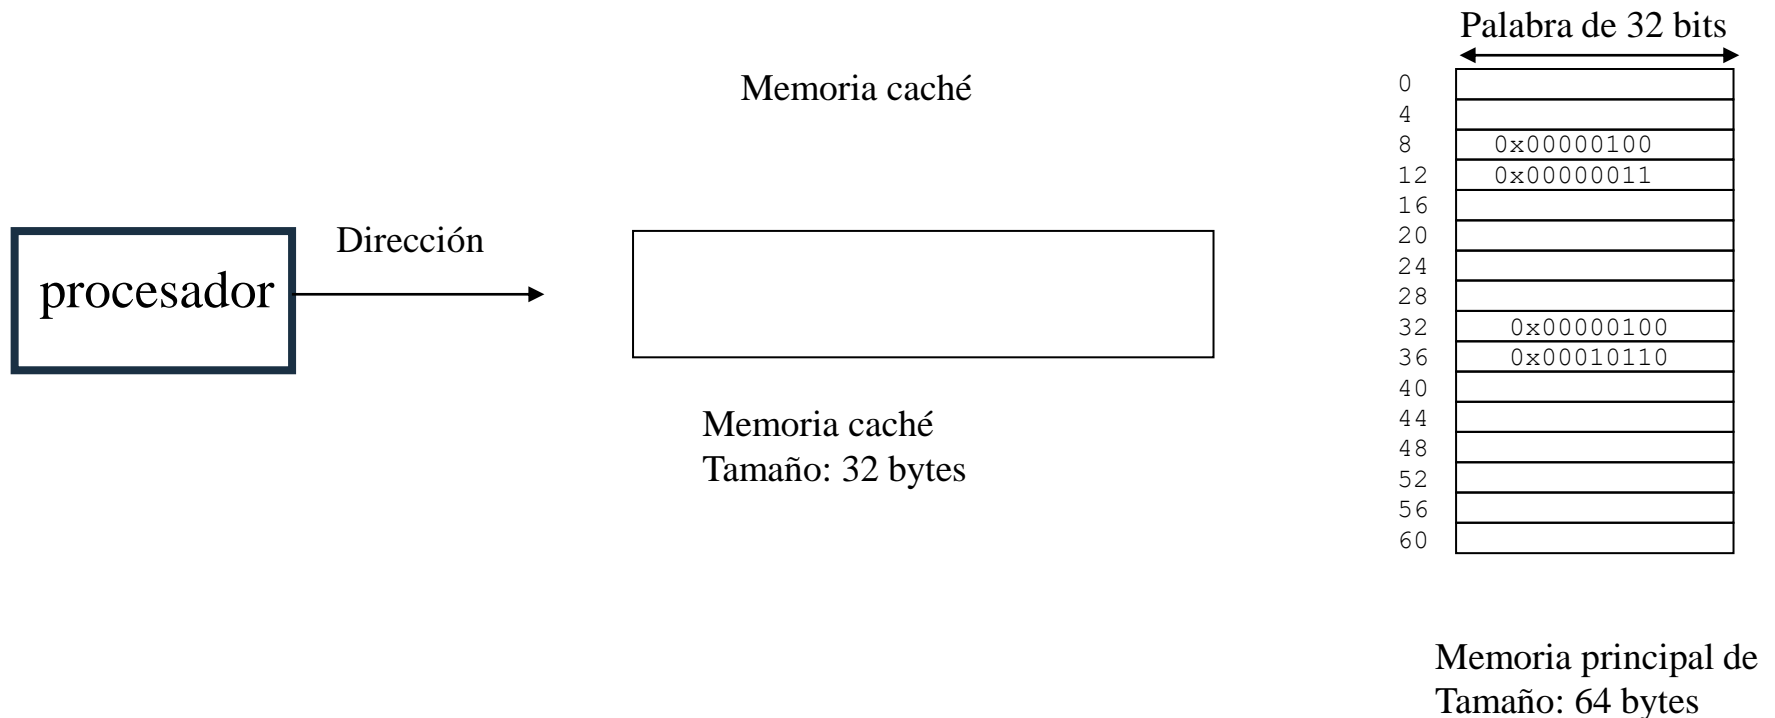 Palabra de 32 bits
Memoria caché
0
4
8 0x00000100
12 0x00000011
16
20
24
28
32 0x00000100
36 0x00010110
40
44
48
52
56
60
procesador
Dirección
Memoria caché
Tamaño: 32 bytes
Memoria principal de
Tamaño: 64 bytes